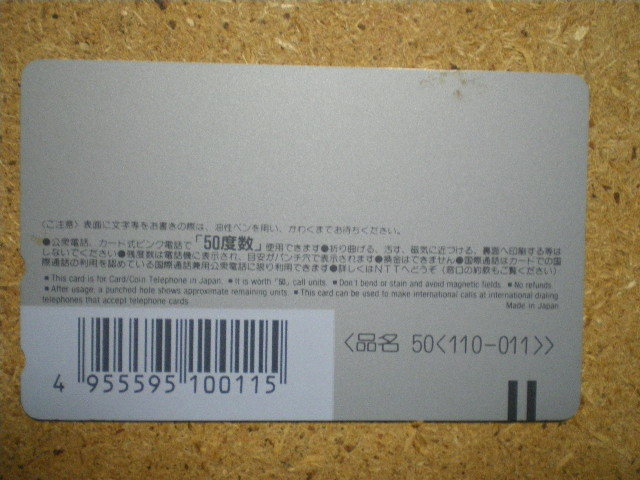 〈ご注意〉表面に文字等をお書きの際は、油性ペンを用い、かわくまでお待ちください。
●公衆電話、カード式ピンク電話で「50度数」使用できます●折り曲げる、汚す、磁気に近づける、裏面へ印刷する等は
しないでください●残度数は電話機に表示され、目安がパンチ穴で表示されます●換金はできません●国際通話はカードでの国
際通話の利用を認めている国際通話兼用公衆電話に限り利用できます●詳しくはNTTへどうぞ（窓口の約款もご覧ください）
■This card is for Card/Coin Telephone in Japan. ■It is worth "50" call units. ■Don't bend or stain and avoid magnetic fields. ■No refunds.
■After usage, a punched hole shows approximate remaining units. ■This card can be used to make international calls at international dialing
telephones that accept telephone cards.
Made in Japan
〈品名 50〈110-011〉〉
4 955595 100115